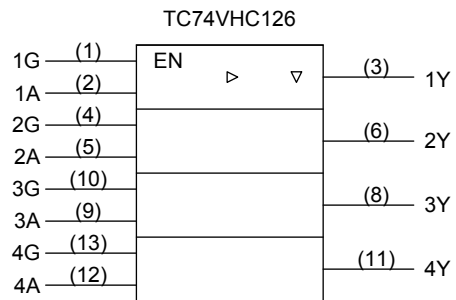 TC74VHC126
1G (1) EN (3) 1Y
1A (2)
2G (4) (6) 2Y
2A (5)
3G (10) (8) 3Y
3A (9)
4G (13) (11) 4Y
4A (12)